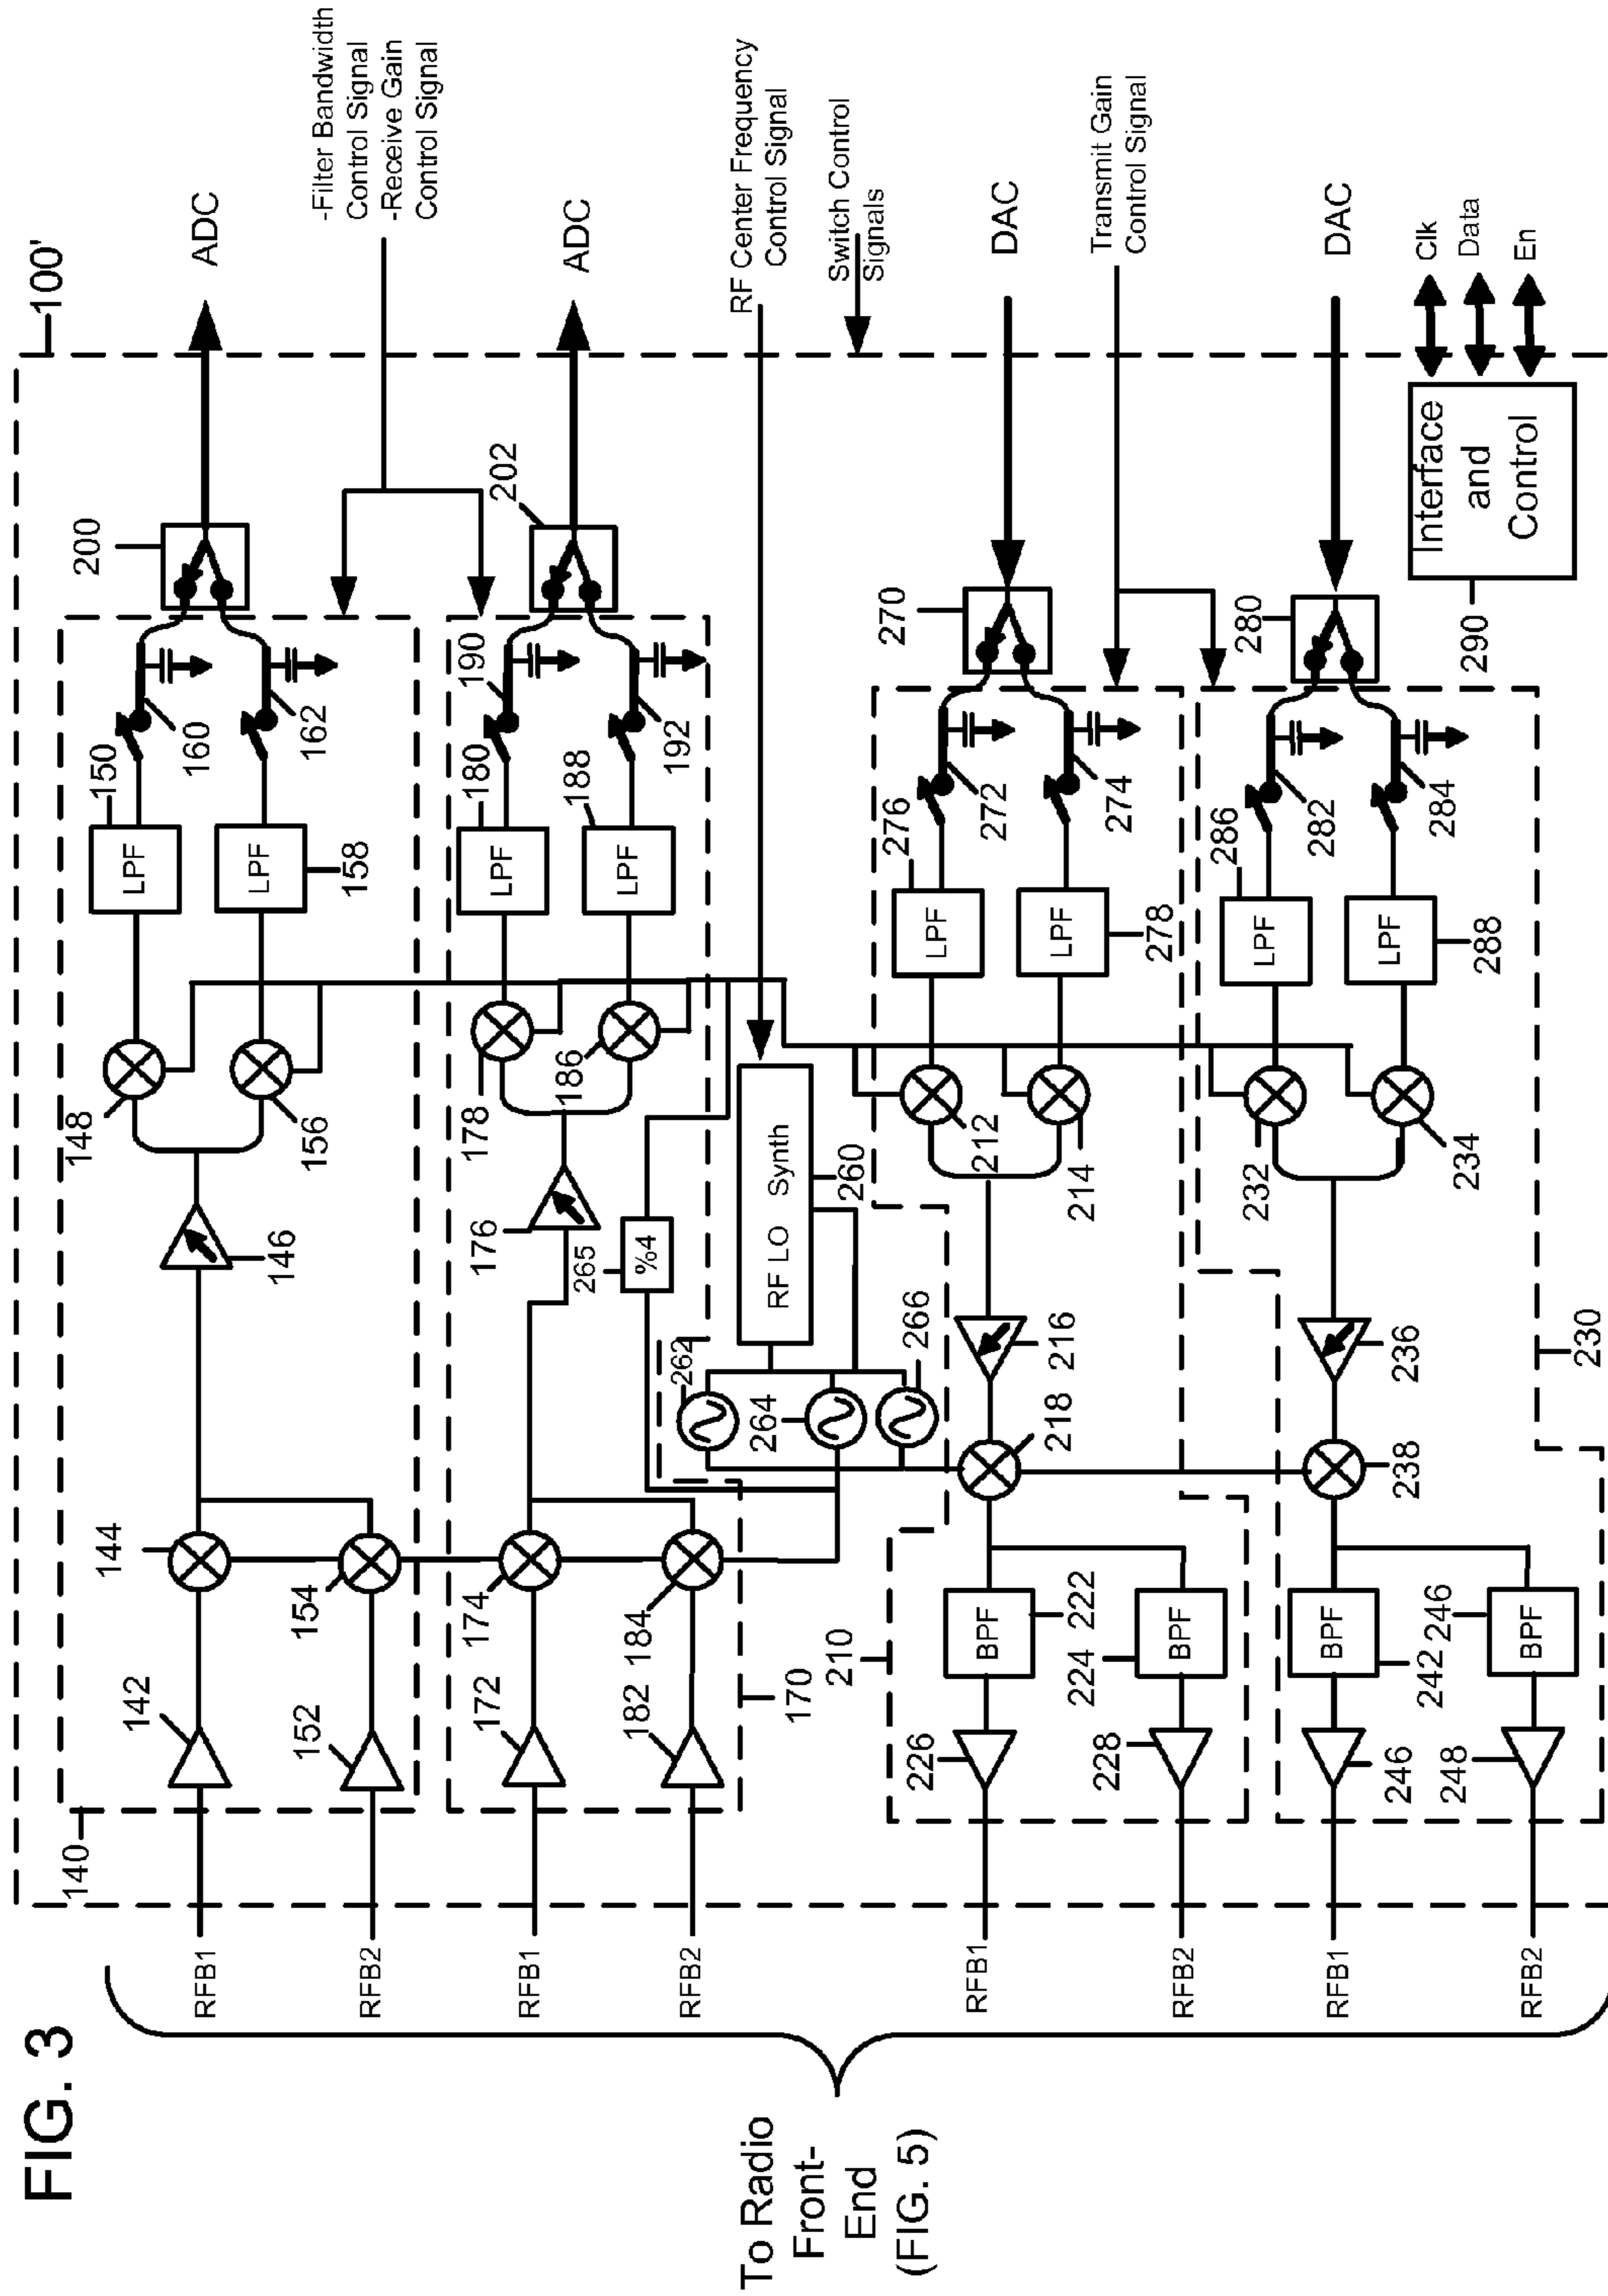 FIG. 3
100'
ADC
-Filter Bandwidth
Control Signal
-Receive Gain
Control Signal
ADC
RF Center Frequency
Control Signal
Switch Control
Signals
DAC
Transmit Gain
Control Signal
DAC
Clk
Data
En
Interface
and
Control
290
200
202
270
280
150
160
162
LPF
LPF
158
148
156
146
144
154
142
152
140
180
190
188
192
LPF
LPF
178
186
176
265
%4
174
184
172
182
170
RF LO Synth
260
262
264
266
276
272
274
LPF
LPF
278
212
214
216
218
BPF
222
BPF
224
226
228
210
286
282
284
LPF
LPF
288
232
234
236
238
230
BPF
242
BPF
246
246
248
RFB1
RFB2
RFB1
RFB2
RFB1
RFB2
RFB1
RFB2
To Radio
Front-
End
(FIG. 5)